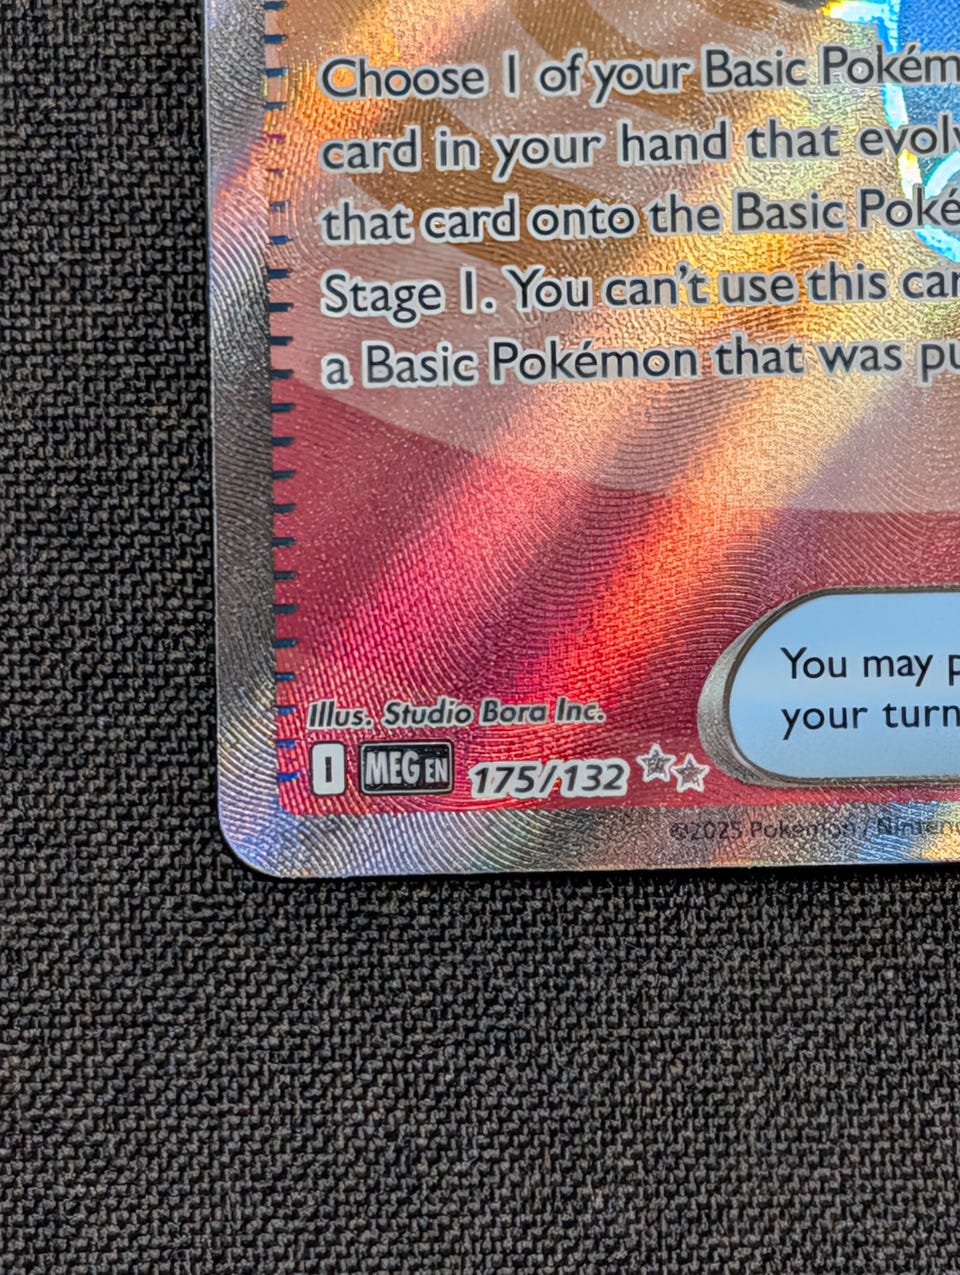 Choose 1 of your Basic Pokém
card in your hand that evolv
that card onto the Basic Poké
Stage 1. You can't use this car
a Basic Pokémon that was pu
You may p
your turn
Illus. Studio Bora Inc.
I MEG EN 175/132
©2025 Pokémon / Nintendo